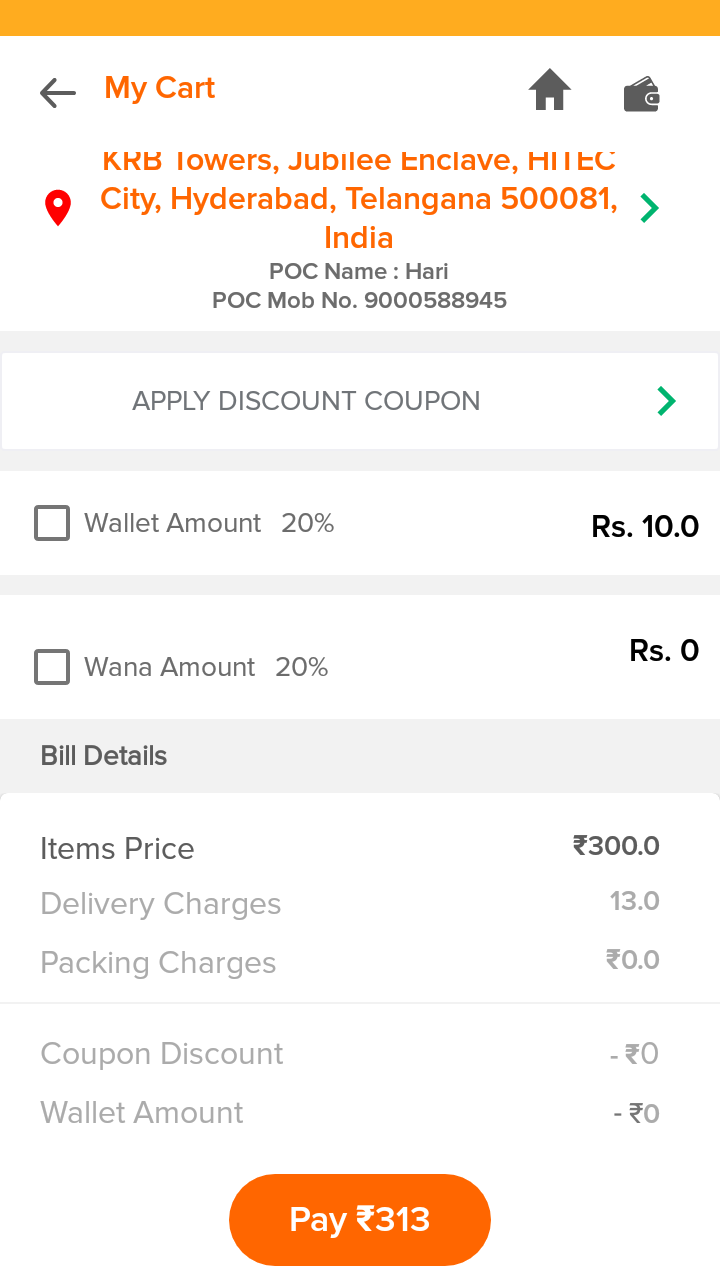 My Cart
KRB Towers, Jubilee Enclave, HITEC
City, Hyderabad, Telangana 500081,
India
POC Name : Hari
POC Mob No. 9000588945
APPLY DISCOUNT COUPON
Wallet Amount 20% Rs. 10.0
Wana Amount 20% Rs. 0
Bill Details
Items Price ₹300.0
Delivery Charges 13.0
Packing Charges ₹0.0
Coupon Discount - ₹0
Wallet Amount - ₹0
Pay ₹313